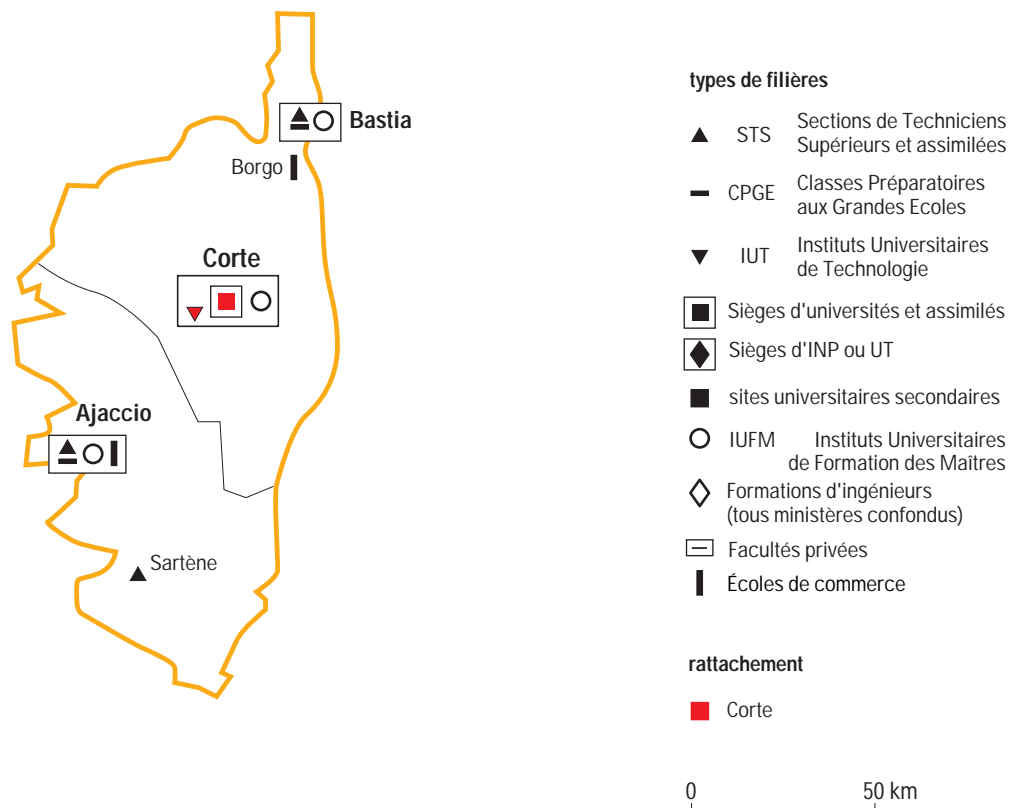 Bastia
Borgo
Corte
Ajaccio
Sartène
types de filières
STS Sections de Techniciens
Supérieurs et assimilées
CPGE Classes Préparatoires
aux Grandes Ecoles
IUT Instituts Universitaires
de Technologie
Sièges d'universités et assimilés
Sièges d'INP ou UT
sites universitaires secondaires
IUFM Instituts Universitaires
de Formation des Maîtres
Formations d'ingénieurs
(tous ministères confondus)
Facultés privées
Écoles de commerce
rattachement
Corte
0 50 km